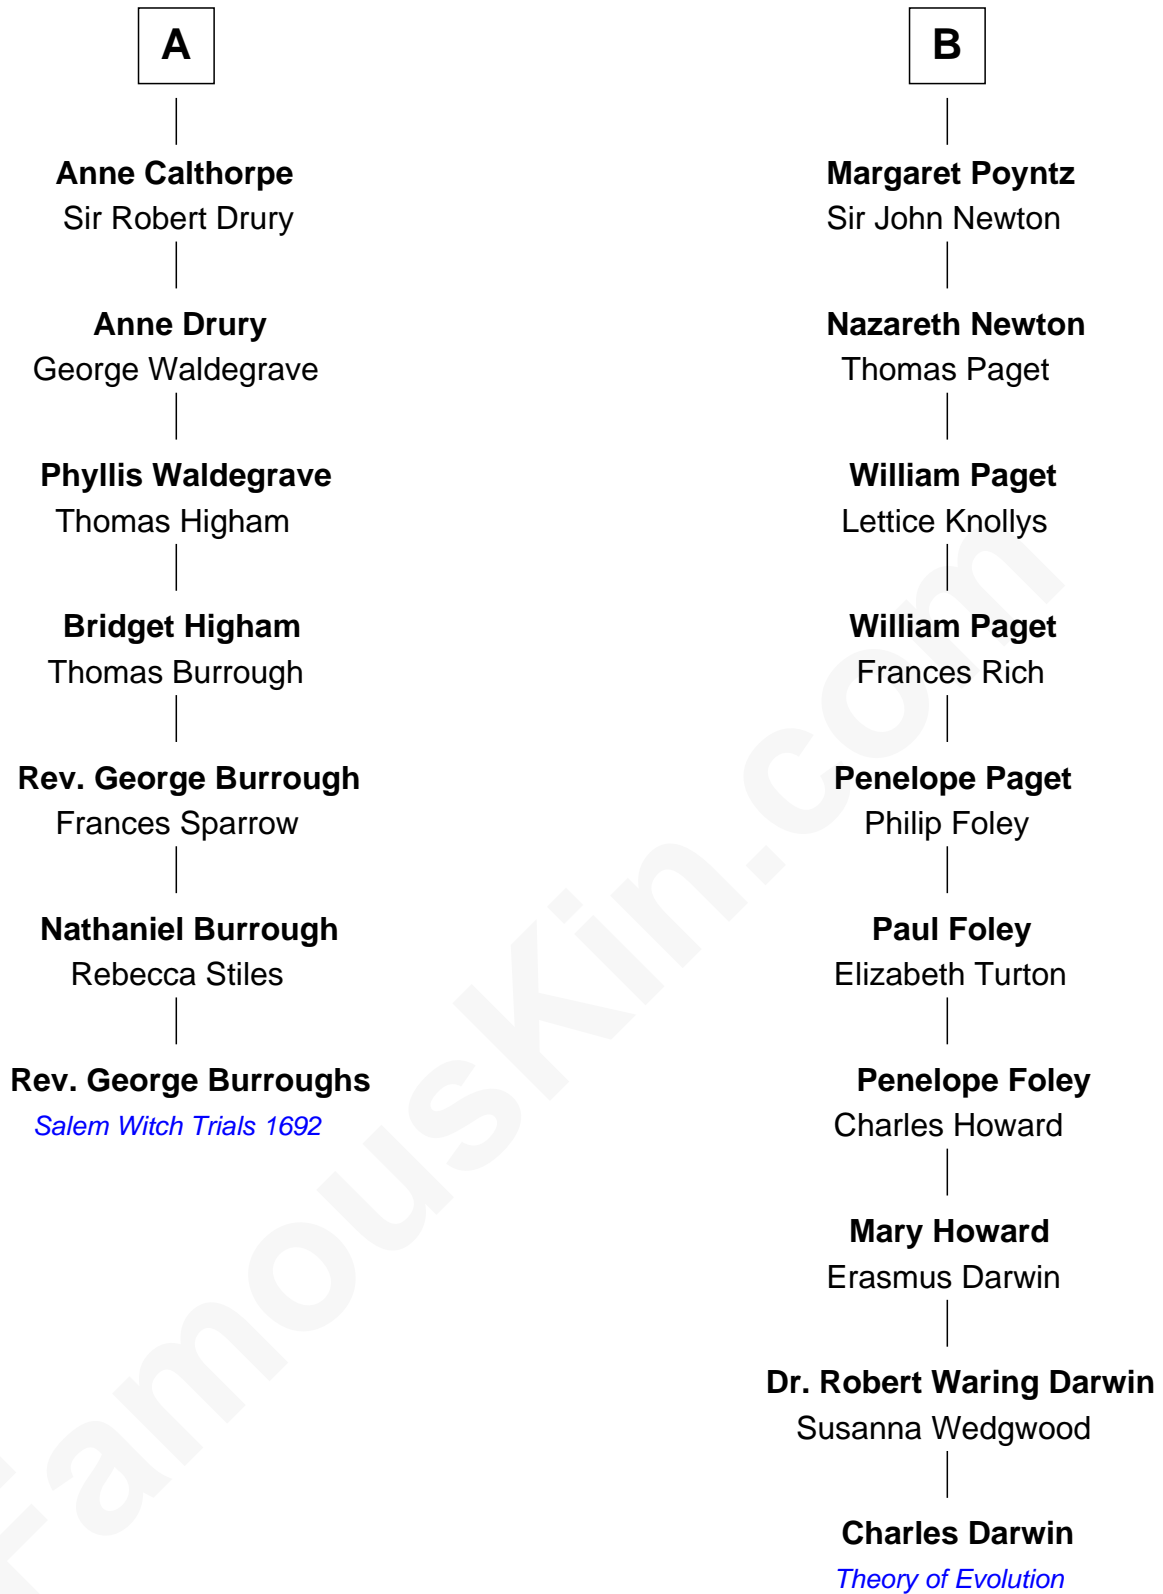 A
Anne Calthorpe
Sir Robert Drury
Anne Drury
George Waldegrave
Phyllis Waldegrave
Thomas Higham
Bridget Higham
Thomas Burrough
Rev. George Burrough
Frances Sparrow
Nathaniel Burrough
Rebecca Stiles
Rev. George Burroughs
Salem Witch Trials 1692
B
Margaret Poyntz
Sir John Newton
Nazareth Newton
Thomas Paget
William Paget
Lettice Knollys
William Paget
Frances Rich
Penelope Paget
Philip Foley
Paul Foley
Elizabeth Turton
Penelope Foley
Charles Howard
Mary Howard
Erasmus Darwin
Dr. Robert Waring Darwin
Susanna Wedgwood
Charles Darwin
Theory of Evolution
FamousKin.com